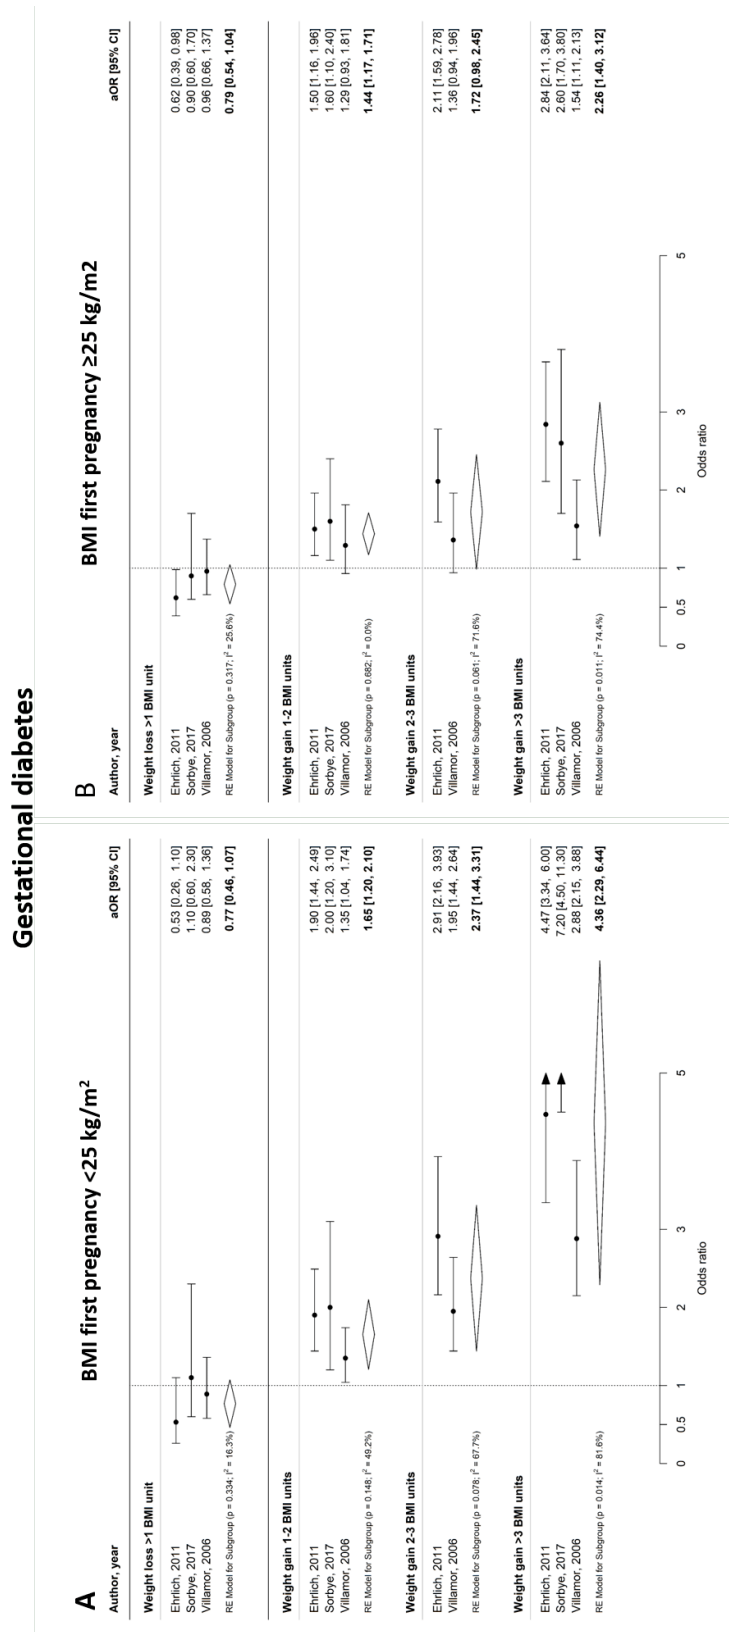 Gestational diabetes
A
BMI first pregnancy <25 kg/m²
Author, year
aOR [95% CI]
Weight loss >1 BMI unit
Ehrlich, 2011 0.53 [0.26, 1.10]
Sorbye, 2017 1.10 [0.60, 2.30]
Villamor, 2006 0.89 [0.58, 1.36]
RE Model for Subgroup (p = 0.334; I² = 16.3%) 0.77 [0.46, 1.07]
Weight gain 1-2 BMI units
Ehrlich, 2011 1.90 [1.44, 2.49]
Sorbye, 2017 2.00 [1.20, 3.10]
Villamor, 2006 1.35 [1.04, 1.74]
RE Model for Subgroup (p = 0.148; I² = 49.2%) 1.65 [1.20, 2.10]
Weight gain 2-3 BMI units
Ehrlich, 2011 2.91 [2.16, 3.93]
Villamor, 2006 1.95 [1.44, 2.64]
RE Model for Subgroup (p = 0.078; I² = 67.7%) 2.37 [1.44, 3.31]
Weight gain >3 BMI units
Ehrlich, 2011 4.47 [3.34, 6.00]
Sorbye, 2017 7.20 [4.50, 11.30]
Villamor, 2006 2.88 [2.15, 3.88]
RE Model for Subgroup (p = 0.014; I² = 81.6%) 4.36 [2.29, 6.44]
0 0.5 1 2 3 5
Odds ratio
B
BMI first pregnancy ≥25 kg/m2
Author, year
aOR [95% CI]
Weight loss >1 BMI unit
Ehrlich, 2011 0.62 [0.39, 0.98]
Sorbye, 2017 0.90 [0.60, 1.70]
Villamor, 2006 0.96 [0.66, 1.37]
RE Model for Subgroup (p = 0.317; I² = 25.6%) 0.79 [0.54, 1.04]
Weight gain 1-2 BMI units
Ehrlich, 2011 1.50 [1.16, 1.96]
Sorbye, 2017 1.60 [1.10, 2.40]
Villamor, 2006 1.29 [0.93, 1.81]
RE Model for Subgroup (p = 0.682; I² = 0.0%) 1.44 [1.17, 1.71]
Weight gain 2-3 BMI units
Ehrlich, 2011 2.11 [1.59, 2.78]
Villamor, 2006 1.36 [0.94, 1.96]
RE Model for Subgroup (p = 0.061; I² = 71.6%) 1.72 [0.98, 2.45]
Weight gain >3 BMI units
Ehrlich, 2011 2.84 [2.11, 3.64]
Sorbye, 2017 2.60 [1.70, 3.80]
Villamor, 2006 1.54 [1.11, 2.13]
RE Model for Subgroup (p = 0.011; I² = 74.4%) 2.26 [1.40, 3.12]
0 0.5 1 2 3 5
Odds ratio